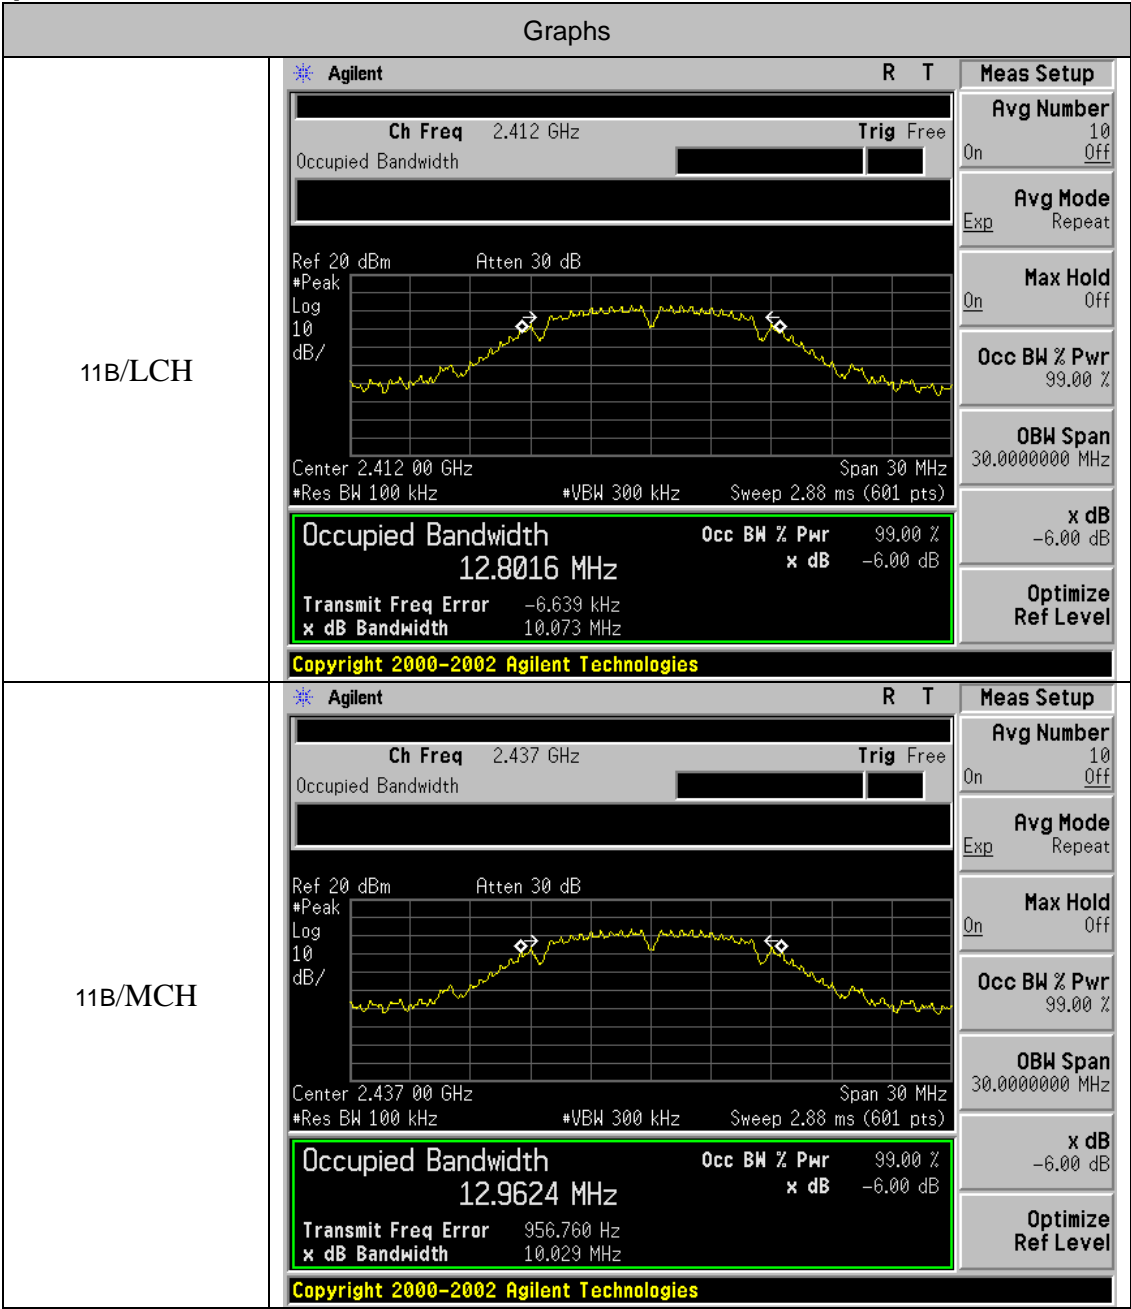 Graphs
11B/LCH
Agilent R T
Ch Freq 2.412 GHz Trig Free
Occupied Bandwidth
Ref 20 dBm Atten 30 dB
#Peak
Log
10
dB/
Center 2.412 00 GHz Span 30 MHz
#Res BW 100 kHz #VBW 300 kHz Sweep 2.88 ms (601 pts)
Occupied Bandwidth Occ BW % Pwr 99.00 %
12.8016 MHz x dB -6.00 dB
Transmit Freq Error -6.639 kHz
x dB Bandwidth 10.073 MHz
Copyright 2000-2002 Agilent Technologies
Meas Setup
Avg Number
10
On Off
Avg Mode
Exp Repeat
Max Hold
On Off
Occ BW % Pwr
99.00 %
OBW Span
30.0000000 MHz
x dB
-6.00 dB
Optimize
Ref Level
11B/MCH
Agilent R T
Ch Freq 2.437 GHz Trig Free
Occupied Bandwidth
Ref 20 dBm Atten 30 dB
#Peak
Log
10
dB/
Center 2.437 00 GHz Span 30 MHz
#Res BW 100 kHz #VBW 300 kHz Sweep 2.88 ms (601 pts)
Occupied Bandwidth Occ BW % Pwr 99.00 %
12.9624 MHz x dB -6.00 dB
Transmit Freq Error 956.760 Hz
x dB Bandwidth 10.029 MHz
Copyright 2000-2002 Agilent Technologies
Meas Setup
Avg Number
10
On Off
Avg Mode
Exp Repeat
Max Hold
On Off
Occ BW % Pwr
99.00 %
OBW Span
30.0000000 MHz
x dB
-6.00 dB
Optimize
Ref Level